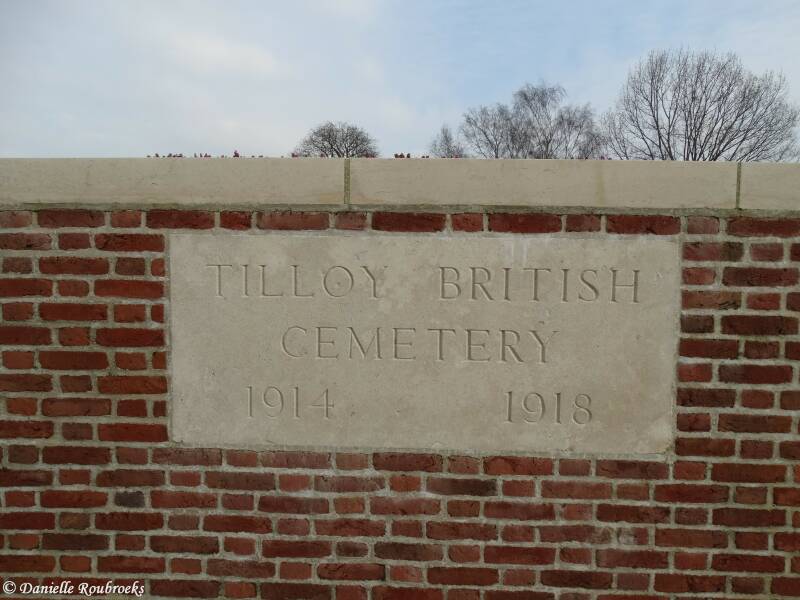 TILLOY BRITISH
CEMETERY
1914 1918
©Danielle Roubroeks